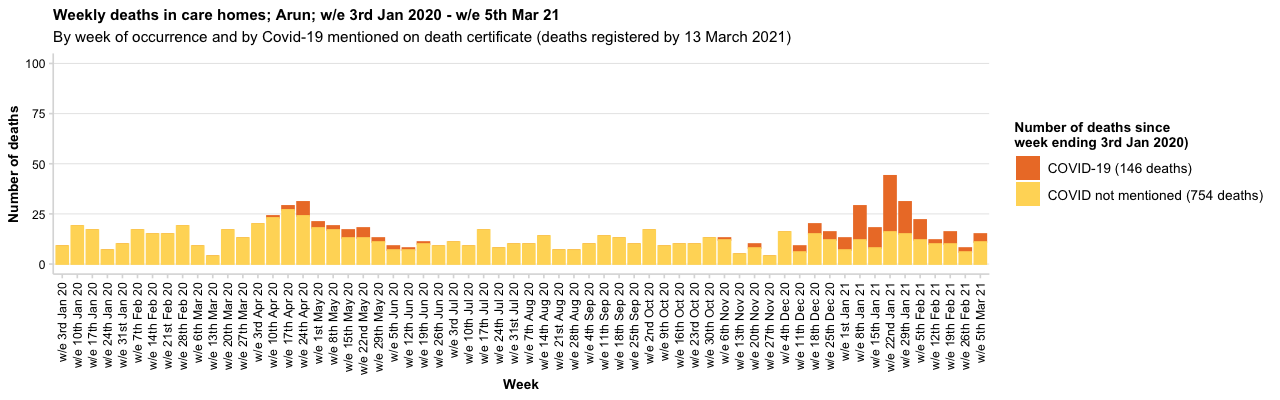 Weekly deaths in care homes; Arun; w/e 3rd Jan 2020 - w/e 5th Mar 21
By week of occurrence and by Covid-19 mentioned on death certificate (deaths registered by 13 March 2021)
Number of deaths
100
75
50
25
0
w/e 3rd Jan 20
w/e 10th Jan 20
w/e 17th Jan 20
w/e 24th Jan 20
w/e 31st Jan 20
w/e 7th Feb 20
w/e 14th Feb 20
w/e 21st Feb 20
w/e 28th Feb 20
w/e 6th Mar 20
w/e 13th Mar 20
w/e 20th Mar 20
w/e 27th Mar 20
w/e 3rd Apr 20
w/e 10th Apr 20
w/e 17th Apr 20
w/e 24th Apr 20
w/e 1st May 20
w/e 8th May 20
w/e 15th May 20
w/e 22nd May 20
w/e 29th May 20
w/e 5th Jun 20
w/e 12th Jun 20
w/e 19th Jun 20
w/e 26th Jun 20
w/e 3rd Jul 20
w/e 10th Jul 20
w/e 17th Jul 20
w/e 24th Jul 20
w/e 31st Jul 20
w/e 7th Aug 20
w/e 14th Aug 20
w/e 21st Aug 20
w/e 28th Aug 20
w/e 4th Sep 20
w/e 11th Sep 20
w/e 18th Sep 20
w/e 25th Sep 20
w/e 2nd Oct 20
w/e 9th Oct 20
w/e 16th Oct 20
w/e 23rd Oct 20
w/e 30th Oct 20
w/e 6th Nov 20
w/e 13th Nov 20
w/e 20th Nov 20
w/e 27th Nov 20
w/e 4th Dec 20
w/e 11th Dec 20
w/e 18th Dec 20
w/e 25th Dec 20
w/e 1st Jan 21
w/e 8th Jan 21
w/e 15th Jan 21
w/e 22nd Jan 21
w/e 29th Jan 21
w/e 5th Feb 21
w/e 12th Feb 21
w/e 19th Feb 21
w/e 26th Feb 21
w/e 5th Mar 21
Week
Number of deaths since
week ending 3rd Jan 2020)
COVID-19 (146 deaths)
COVID not mentioned (754 deaths)